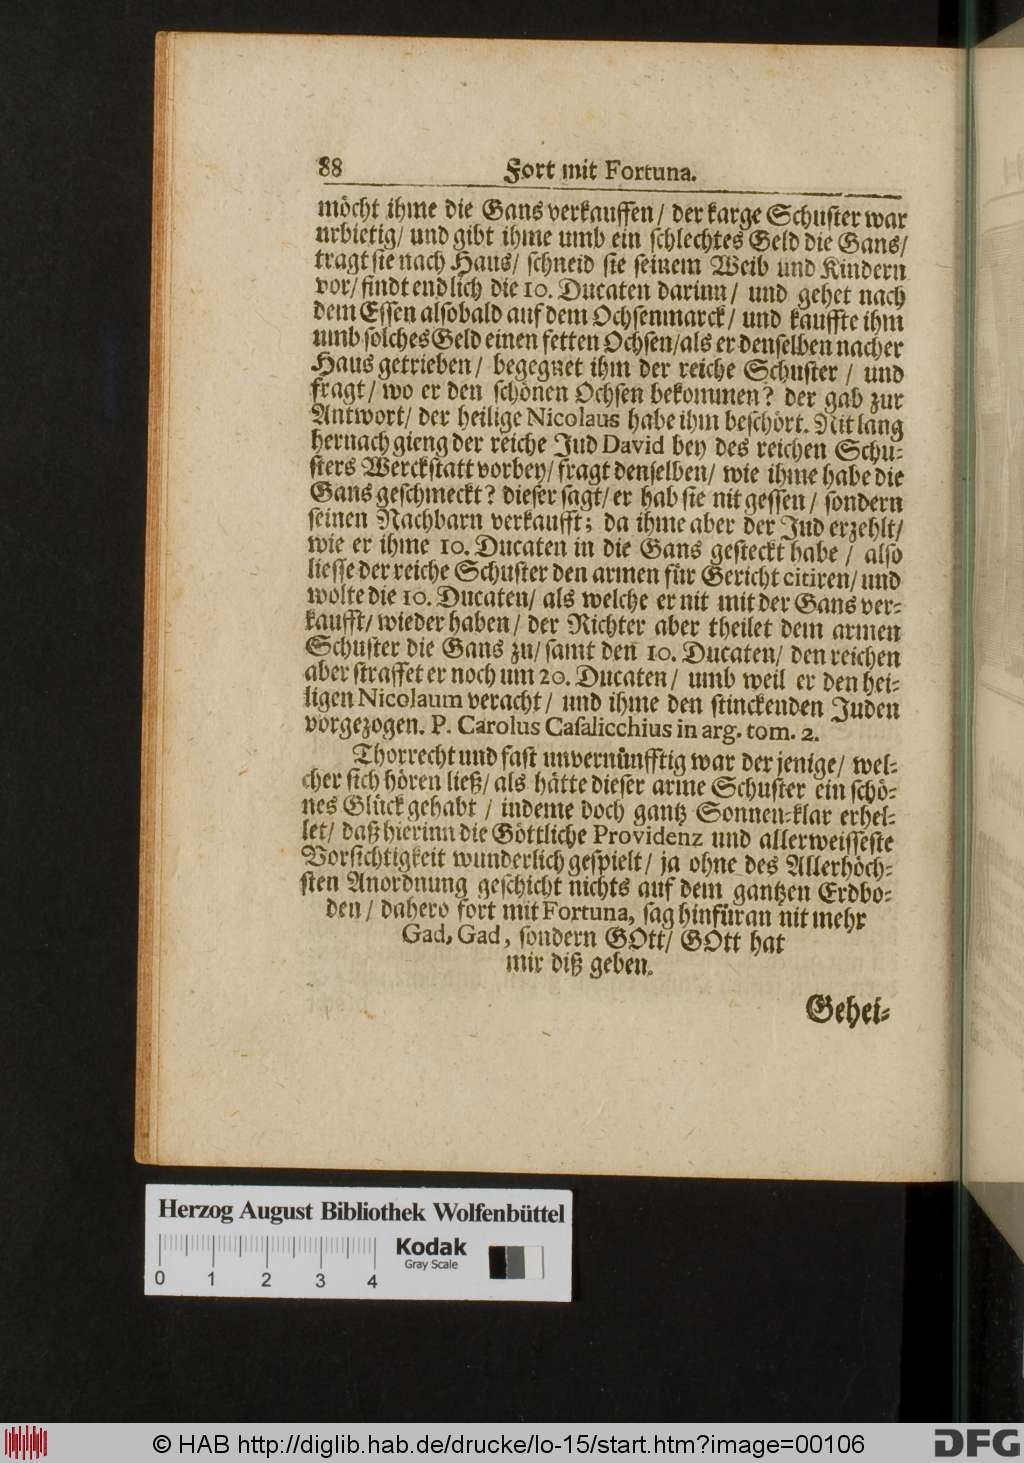 88 Fort mit Fortuna.
möcht ihme die Gans verkauffen / der karge Schuster war
urbietig / und gibt ihme umb ein schlechtes Geld die Gans /
tragt sie nach Haus / schneid sie seinem Weib und Kindern
vor / findt endlich die 10. Ducaten darinn / und gehet nach
dem Essen alsobald auf dem Ochsenmarck / und kauffte ihm
umb solches Geld einen fetten Ochsen / als er denselben nacher
Haus getrieben / begegnet ihm der reiche Schuster / und
fragt / wo er den schönen Ochsen bekommen? der gab zur
Antwort / der heilige Nicolaus habe ihm beschört. Nit lang
hernach gieng der reiche Jud David bey des reichen Schu-
sters Werckstatt vorbey / fragt denselben / wie ihme habe die
Gans geschmeckt? dieser sagt / er hab sie nit gessen / sondern
seinen Nachbarn verkaufft; da ihme aber der Jud erzehlt /
wie er ihme 10. Ducaten in die Gans gesteckt habe / also
liesse der reiche Schuster den armen für Gericht citiren / und
wolte die 10. Ducaten / als welche er nit mit der Gans ver-
kaufft / wieder haben / der Richter aber theilet dem armen
Schuster die Gans zu / samt den 10. Ducaten / den reichen
aber straffet er noch um 20. Ducaten / umb weil er den hei-
ligen Nicolaum veracht / und ihme den stinckenden Juden
vorgezogen. P. Carolus Casalicchius in arg. tom. 2.
Thorrecht und fast unvernünfftig war der jenige / wel-
cher sich hören ließ / als hätte dieser arme Schuster ein schö-
nes Glück gehabt / indeme doch gantz Sonnen-klar erhel-
let / daß hierinn die Göttliche Providenz und allerweisseste
Vorsichtigkeit wunderlich gespielt / ja ohne des Allerhöch-
sten Anordnung geschicht nichts auf dem gantzen Erdbo-
den / dahero fort mit Fortuna, sag hinfüran nit mehr
Gad, Gad, sondern GOtt / GOtt hat
mir diß geben.
Gehei-
Herzog August Bibliothek Wolfenbüttel
Kodak
Gray Scale
0 1 2 3 4
© HAB http://diglib.hab.de/drucke/lo-15/start.htm?image=00106
DFG